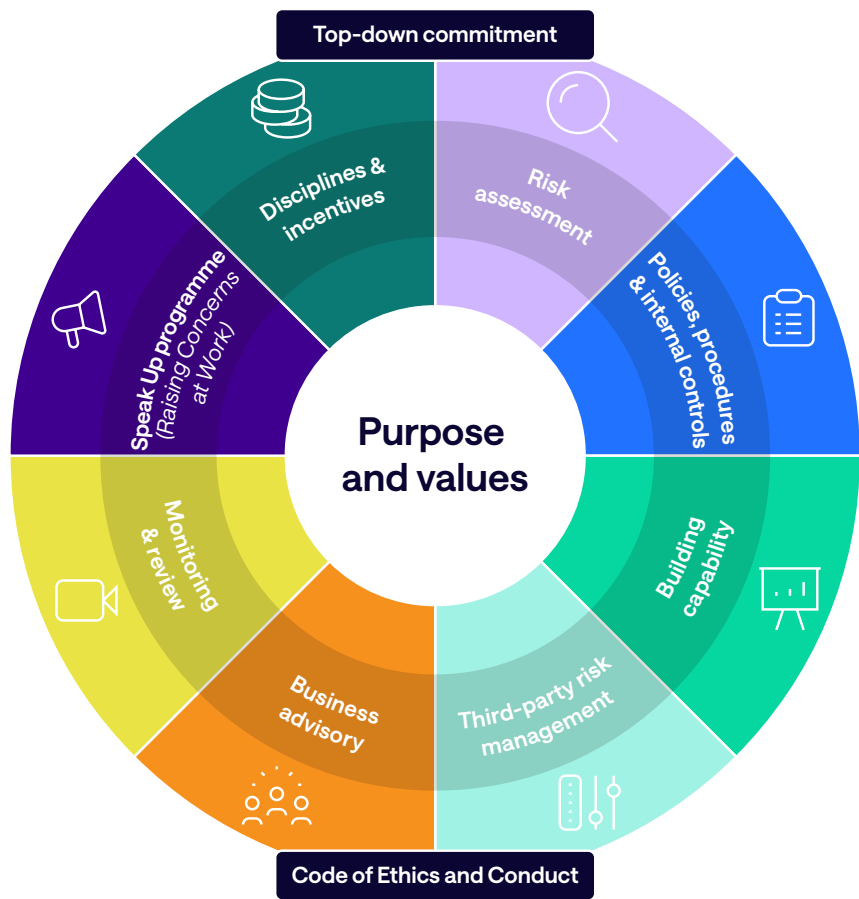 Top-down commitment
Disciplines &
incentives
Risk
assessment
Policies, procedures
& internal controls
Building
capability
Third-party risk
management
Business
advisory
Monitoring
& review
Speak Up programme
(Raising Concerns
at Work)
Purpose
and values
Code of Ethics and Conduct